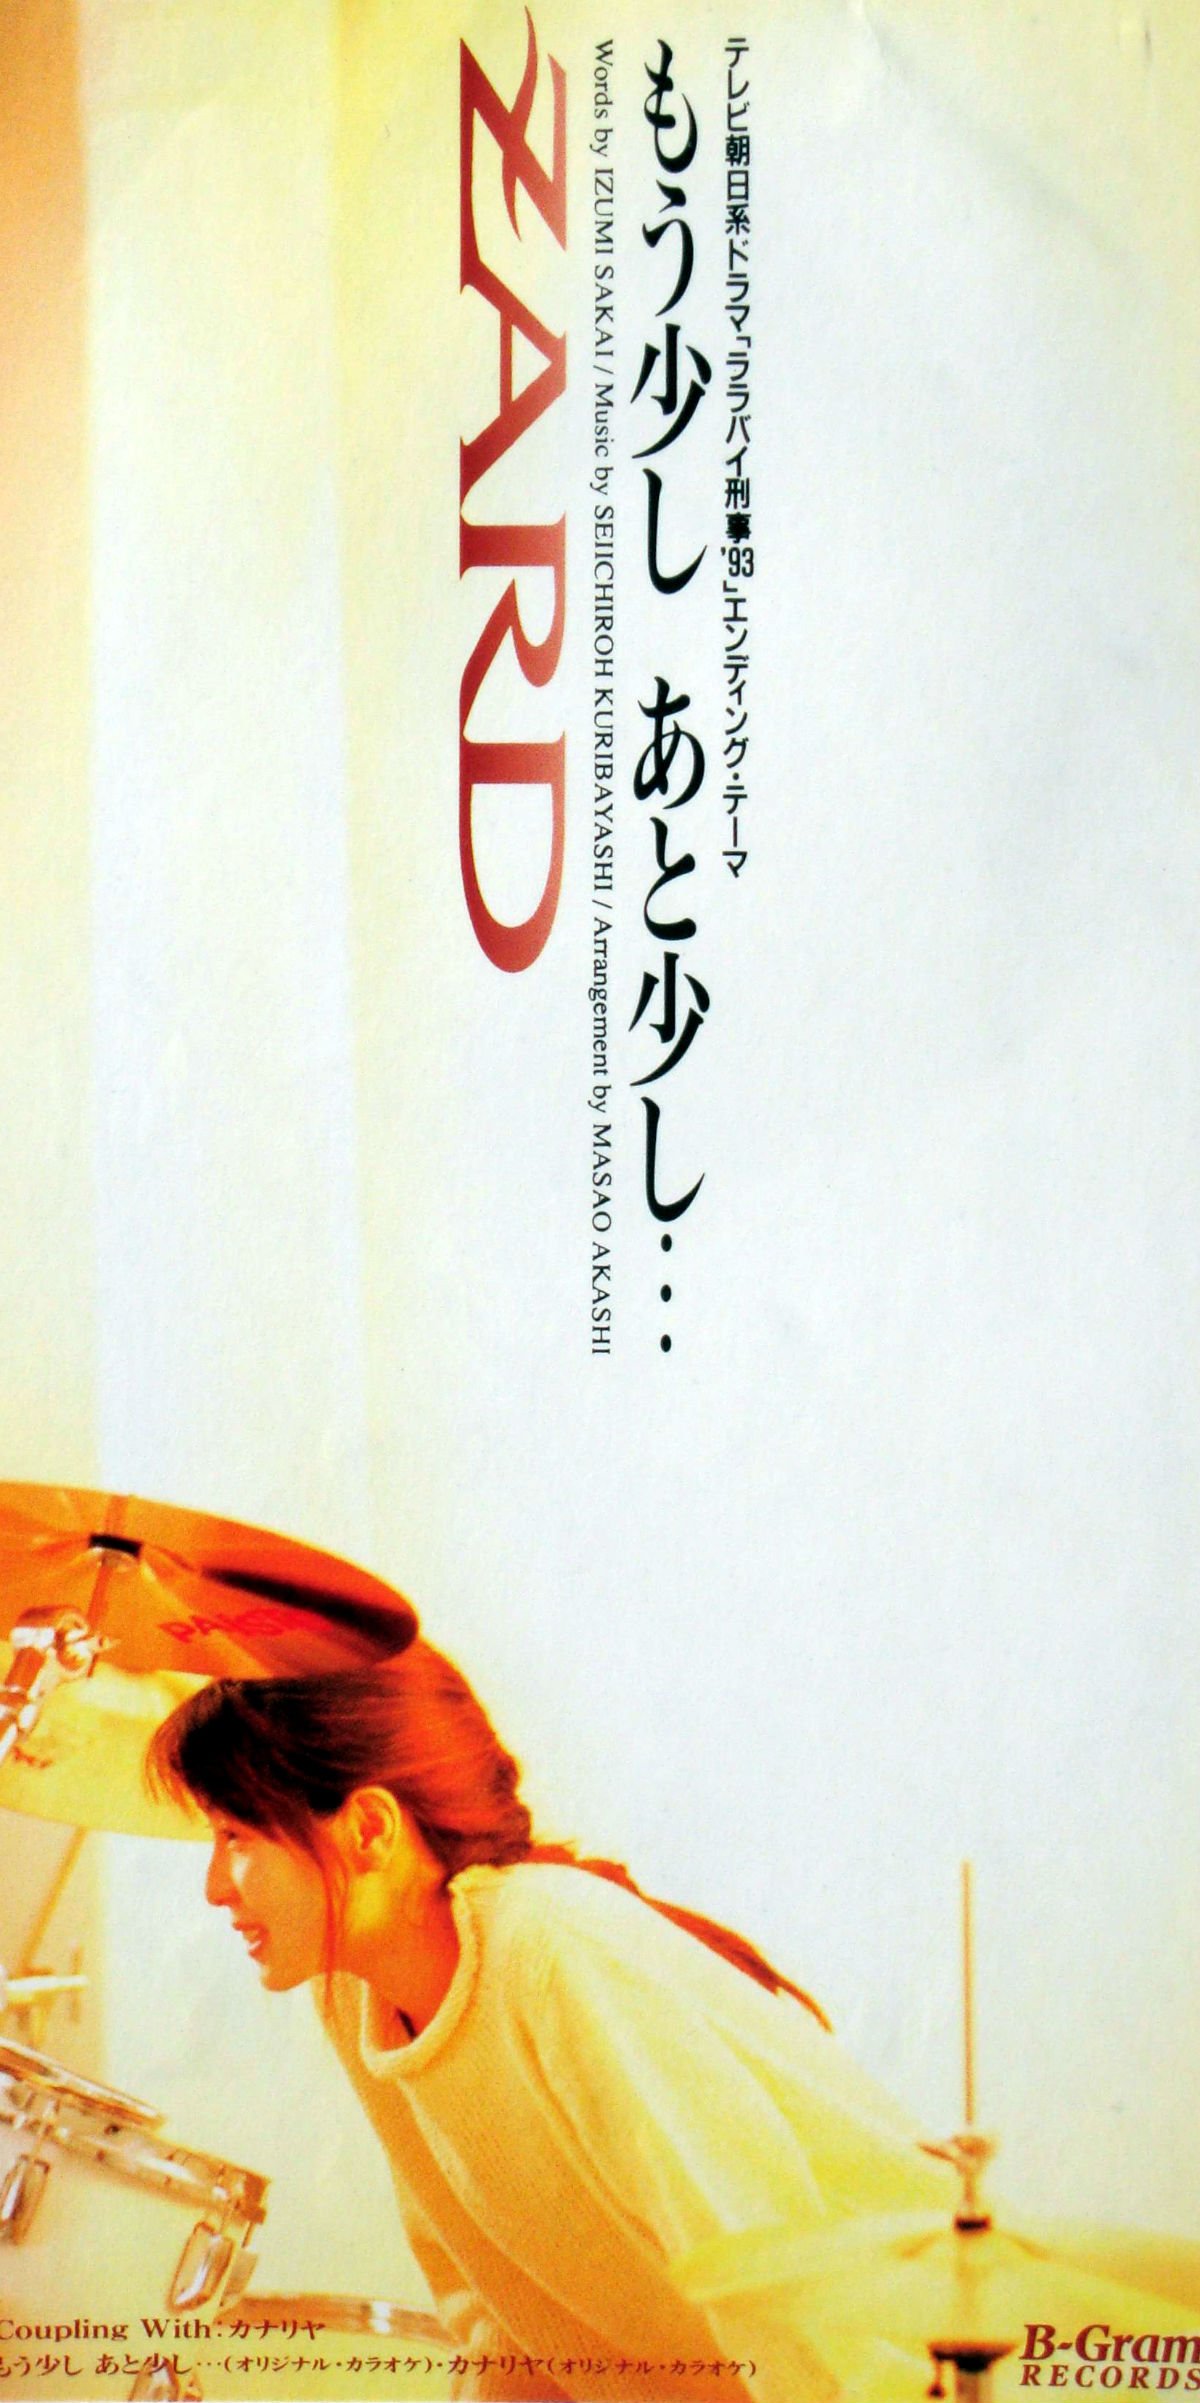 テレビ朝日系ドラマ「ララバイ刑事'93」エンディング・テーマ
もう少し あと少し・・・
Words by IZUMI SAKAI / Music by SEIICHIROH KURIBAYASHI / Arrangement by MASAO AKASHI
ZARD
Coupling With:カナリヤ
もう少し あと少し・・・(オリジナル・カラオケ)・カナリヤ(オリジナル・カラオケ)
B-Gram
RECORDS